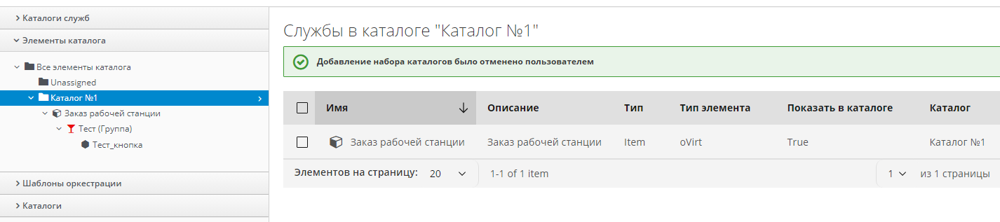 Каталоги служб
Элементы каталога
Все элементы каталога
Unassigned
Каталог №1
Заказ рабочей станции
Тест (Группа)
Тест_кнопка
Шаблоны оркестрации
Каталоги
Службы в каталоге "Каталог №1"
Добавление набора каталогов было отменено пользователем
Имя Описание Тип Тип элемента Показать в каталоге Каталог
Заказ рабочей станции Заказ рабочей станции Item oVirt True Каталог №1
Элементов на страницу: 20 1-1 of 1 item 1 из 1 страницы